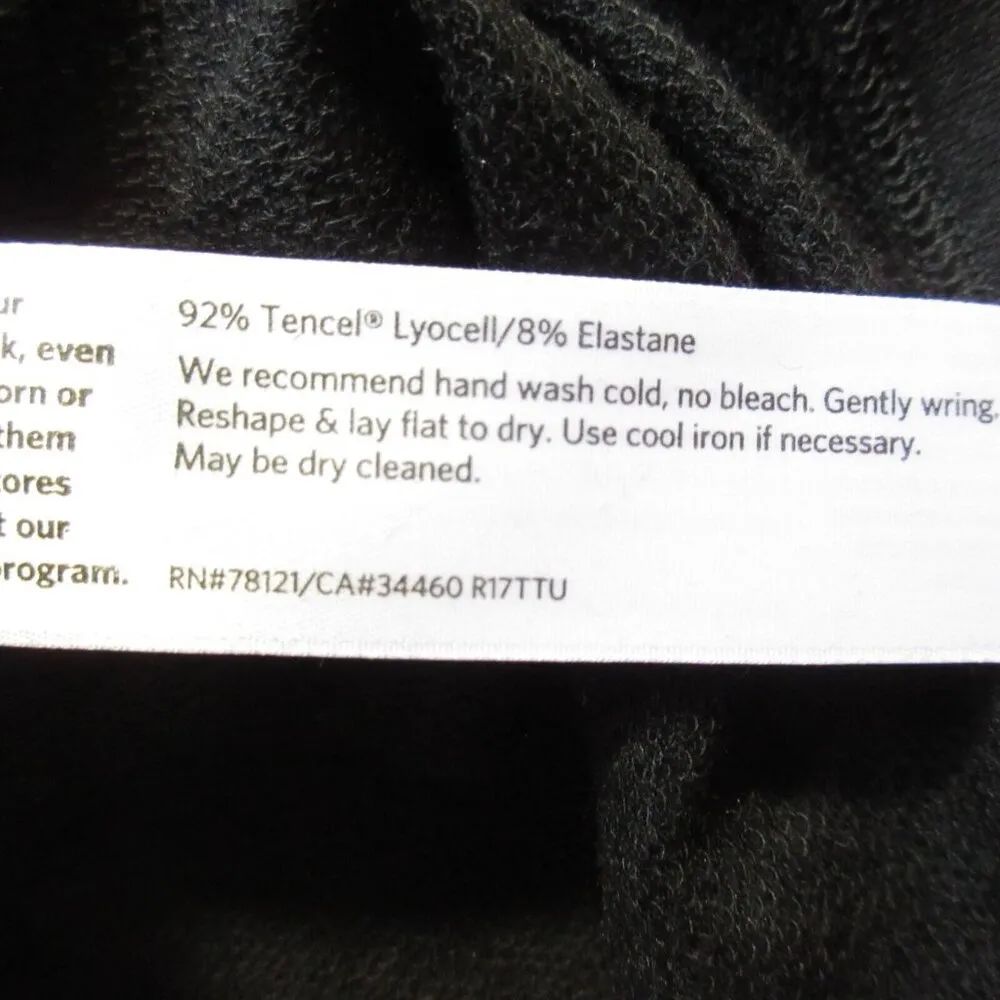 ur
k, even
orn or
them
ores
t our
rogram.
92% Tencel® Lyocell/8% Elastane
We recommend hand wash cold, no bleach. Gently wring.
Reshape & lay flat to dry. Use cool iron if necessary.
May be dry cleaned.
RN#78121/CA#34460 R17TTU